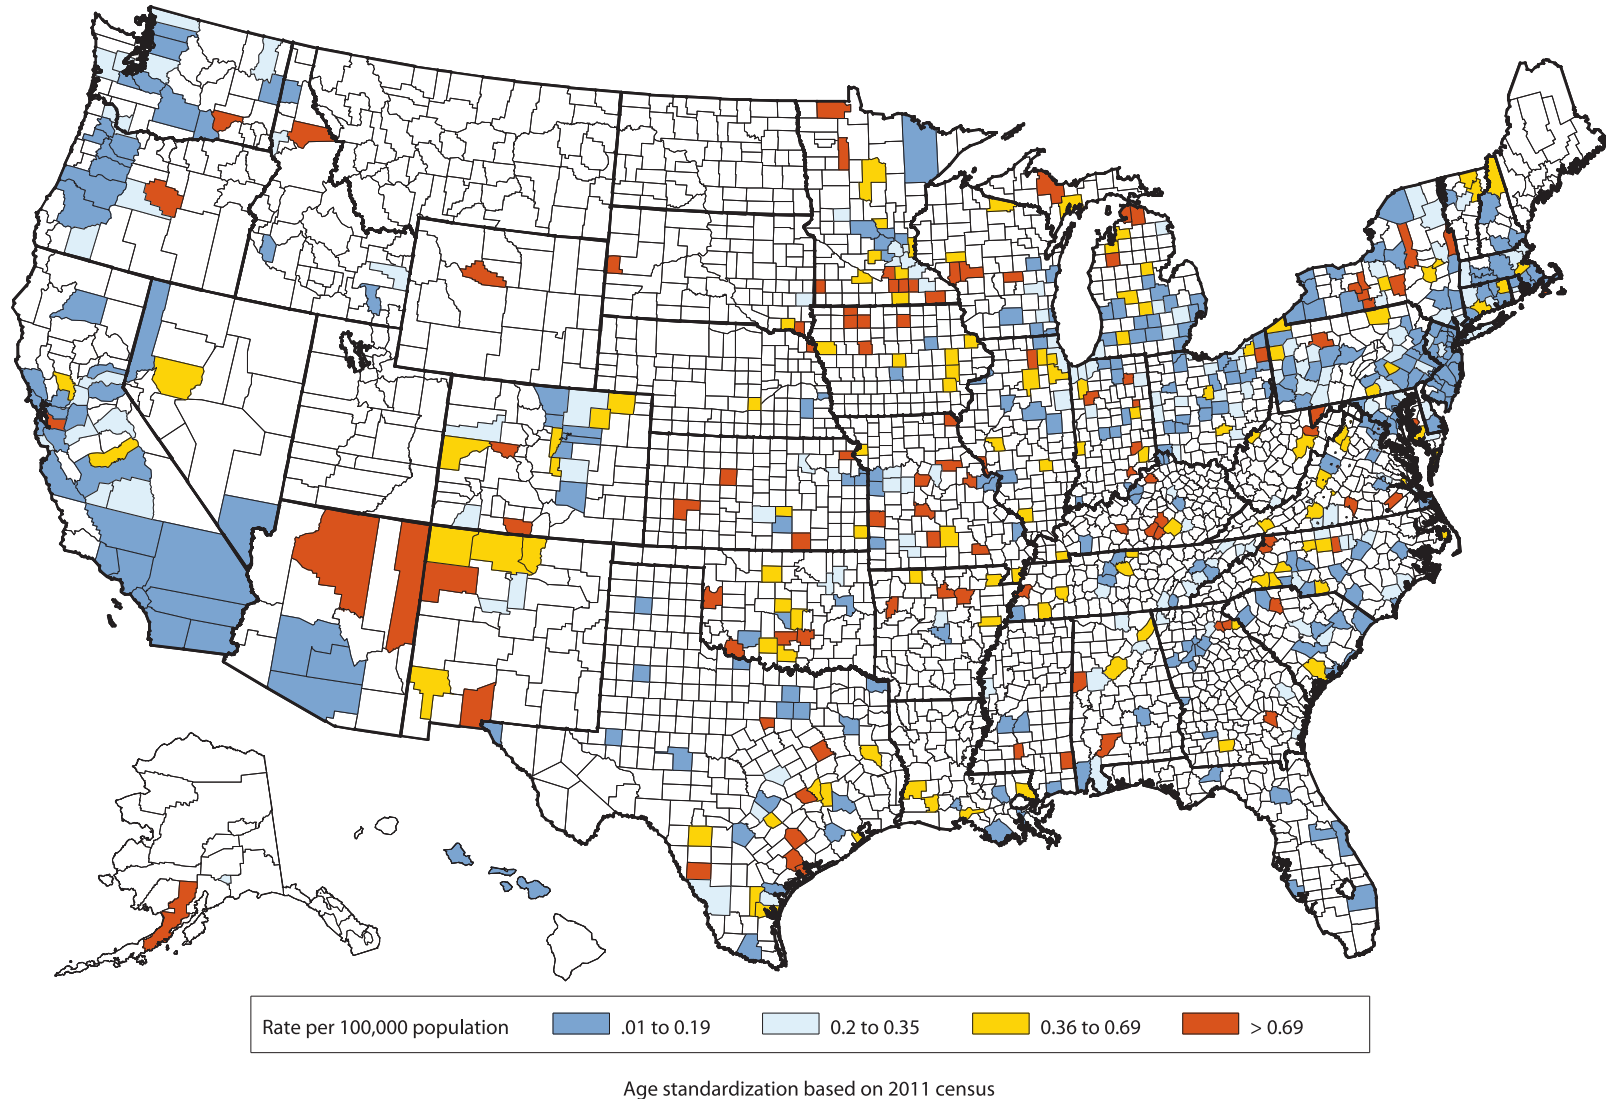 Rate per 100,000 population .01 to 0.19 0.2 to 0.35 0.36 to 0.69 > 0.69
Age standardization based on 2011 census